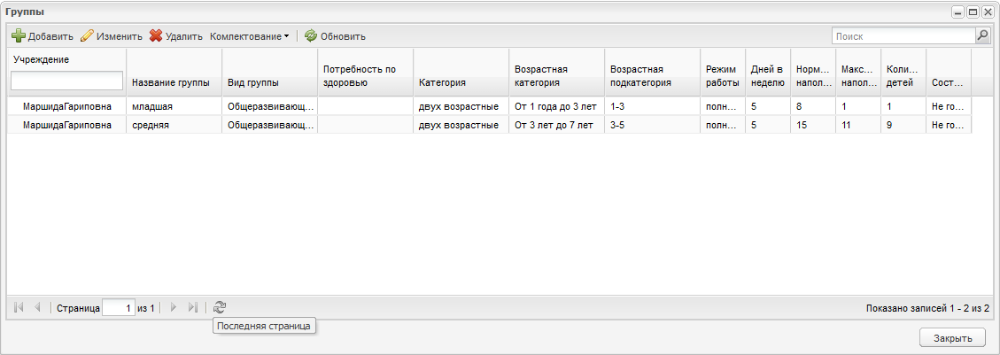 Группы
Добавить Изменить Удалить Комлектование Обновить Поиск
Учреждение Название группы Вид группы Потребность по здоровью Категория Возрастная категория Возрастная подкатегория Режим работы Дней в неделю Норм... напол... Макс... напол... Коли... детей Сост...
МаршидаГариповна младшая Общеразвивающ... двух возрастные От 1 года до 3 лет 1-3 полн... 5 8 1 1 Не го...
МаршидаГариповна средняя Общеразвивающ... двух возрастные От 3 лет до 7 лет 3-5 полн... 5 15 11 9 Не го...
Страница 1 из 1 Показано записей 1 - 2 из 2
Последняя страница
Закрыть